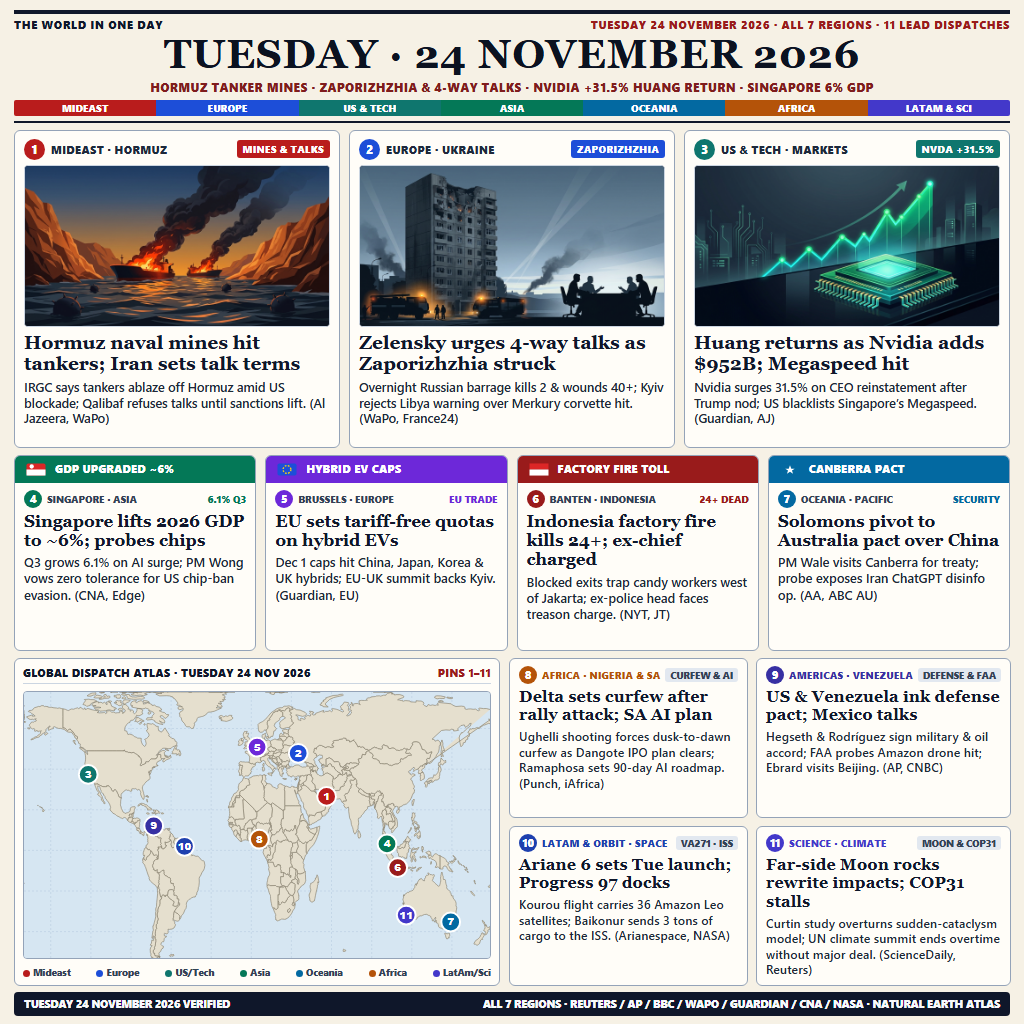 THE WORLD IN ONE DAY
TUESDAY 24 NOVEMBER 2026 · ALL 7 REGIONS · 11 LEAD DISPATCHES
TUESDAY · 24 NOVEMBER 2026
HORMUZ TANKER MINES · ZAPORIZHZHIA & 4-WAY TALKS · NVIDIA +31.5% HUANG RETURN · SINGAPORE 6% GDP
MIDEAST
EUROPE
US & TECH
ASIA
OCEANIA
AFRICA
LATAM & SCI
1 MIDEAST · HORMUZ
MINES & TALKS
Hormuz naval mines hit
tankers; Iran sets talk terms
IRGC says tankers ablaze off Hormuz amid US
blockade; Qalibaf refuses talks until sanctions lift. (Al
Jazeera, WaPo)
2 EUROPE · UKRAINE
ZAPORIZHZHIA
Zelensky urges 4-way talks as
Zaporizhzhia struck
Overnight Russian barrage kills 2 & wounds 40+; Kyiv
rejects Libya warning over Merkury corvette hit.
(WaPo, France24)
3 US & TECH · MARKETS
NVDA +31.5%
Huang returns as Nvidia adds
$952B; Megaspeed hit
Nvidia surges 31.5% on CEO reinstatement after
Trump nod; US blacklists Singapore's Megaspeed.
(Guardian, AJ)
GDP UPGRADED ~6%
4 SINGAPORE · ASIA
6.1% Q3
Singapore lifts 2026 GDP
to ~6%; probes chips
Q3 grows 6.1% on AI surge; PM Wong
vows zero tolerance for US chip-ban
evasion. (CNA, Edge)
HYBRID EV CAPS
5 BRUSSELS · EUROPE
EU TRADE
EU sets tariff-free quotas
on hybrid EVs
Dec 1 caps hit China, Japan, Korea &
UK hybrids; EU-UK summit backs Kyiv.
(Guardian, EU)
FACTORY FIRE TOLL
6 BANTEN · INDONESIA
24+ DEAD
Indonesia factory fire
kills 24+; ex-chief
charged
Blocked exits trap candy workers west
of Jakarta; ex-police head faces
treason charge. (NYT, JT)
CANBERRA PACT
7 OCEANIA · PACIFIC
SECURITY
Solomons pivot to
Australia pact over China
PM Wale visits Canberra for treaty;
probe exposes Iran ChatGPT disinfo
op. (AA, ABC AU)
GLOBAL DISPATCH ATLAS · TUESDAY 24 NOV 2026
PINS 1–11
5
2
3
1
9
8
10
4
6
11
7
Mideast
Europe
US/Tech
Asia
Oceania
Africa
LatAm/Sci
8 AFRICA · NIGERIA & SA
CURFEW & AI
Delta sets curfew after
rally attack; SA AI plan
Ughelli shooting forces dusk-to-dawn
curfew as Dangote IPO plan clears;
Ramaphosa sets 90-day AI roadmap.
(Punch, iAfrica)
9 AMERICAS · VENEZUELA
DEFENSE & FAA
US & Venezuela ink defense
pact; Mexico talks
Hegseth & Rodríguez sign military & oil
accord; FAA probes Amazon drone hit;
Ebrard visits Beijing. (AP, CNBC)
10 LATAM & ORBIT · SPACE
VA271 · ISS
Ariane 6 sets Tue launch;
Progress 97 docks
Kourou flight carries 36 Amazon Leo
satellites; Baikonur sends 3 tons of
cargo to the ISS. (Arianespace, NASA)
11 SCIENCE · CLIMATE
MOON & COP31
Far-side Moon rocks
rewrite impacts; COP31
stalls
Curtin study overturns sudden-cataclysm
model; UN climate summit ends overtime
without major deal. (ScienceDaily,
Reuters)
TUESDAY 24 NOVEMBER 2026 VERIFIED
ALL 7 REGIONS · REUTERS / AP / BBC / WAPO / GUARDIAN / CNA / NASA · NATURAL EARTH ATLAS